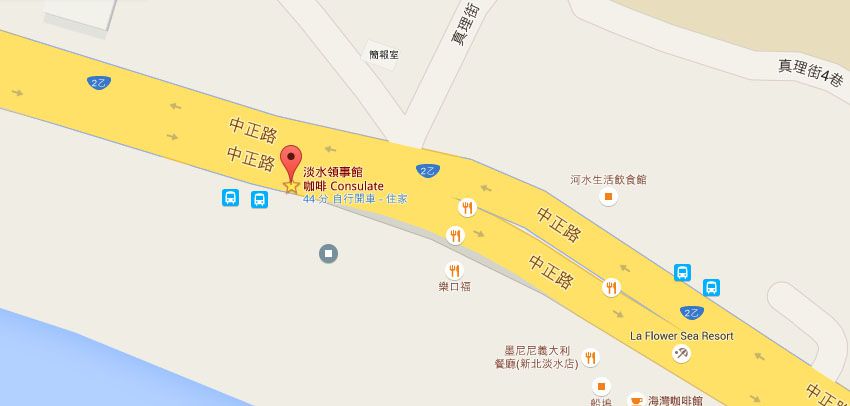 真理街
簡報室
真理街4巷
2乙
中正路
中正路
淡水領事館
咖啡 Consulate
44 分 自行開車 - 住家
2乙
河水生活飲食館
中正路
中正路
樂口福
2乙
La Flower Sea Resort
墨尼尼義大利
餐廳(新北淡水店)
船塢
海灣咖啡館
中正路